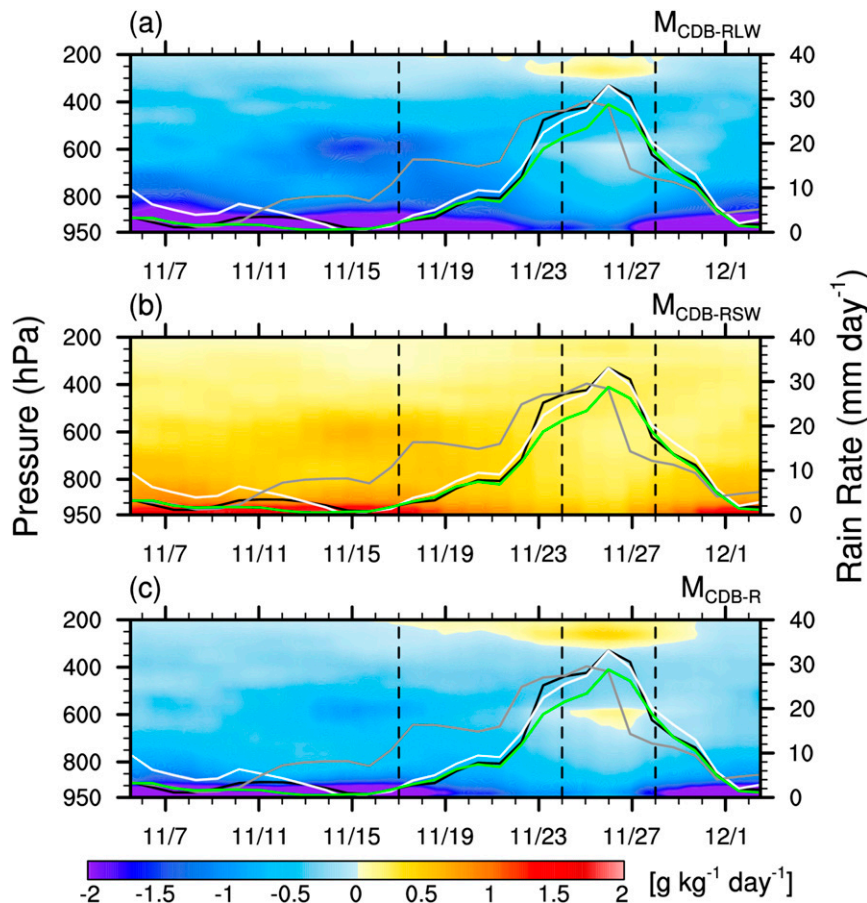 (a) M_CDB-RLW
200 40
400 30
600 20
800 10
950 0
11/7 11/15 11/19 11/23 11/27 12/1
(b) M_CDB-RSW
200 40
400 30
600 20
800 10
950 0
11/7 11/11 11/15 11/19 11/23 11/27 12/1
(c) M_CDB-R
200 40
400 30
600 20
800 10
950 0
11/7 11/11 11/15 11/19 11/23 11/27 12/1
Pressure (hPa)
Rain Rate (mm day⁻¹)
-2 -1.5 -1 -0.5 0 0.5 1 1.5 2 [g kg⁻¹ day⁻¹]